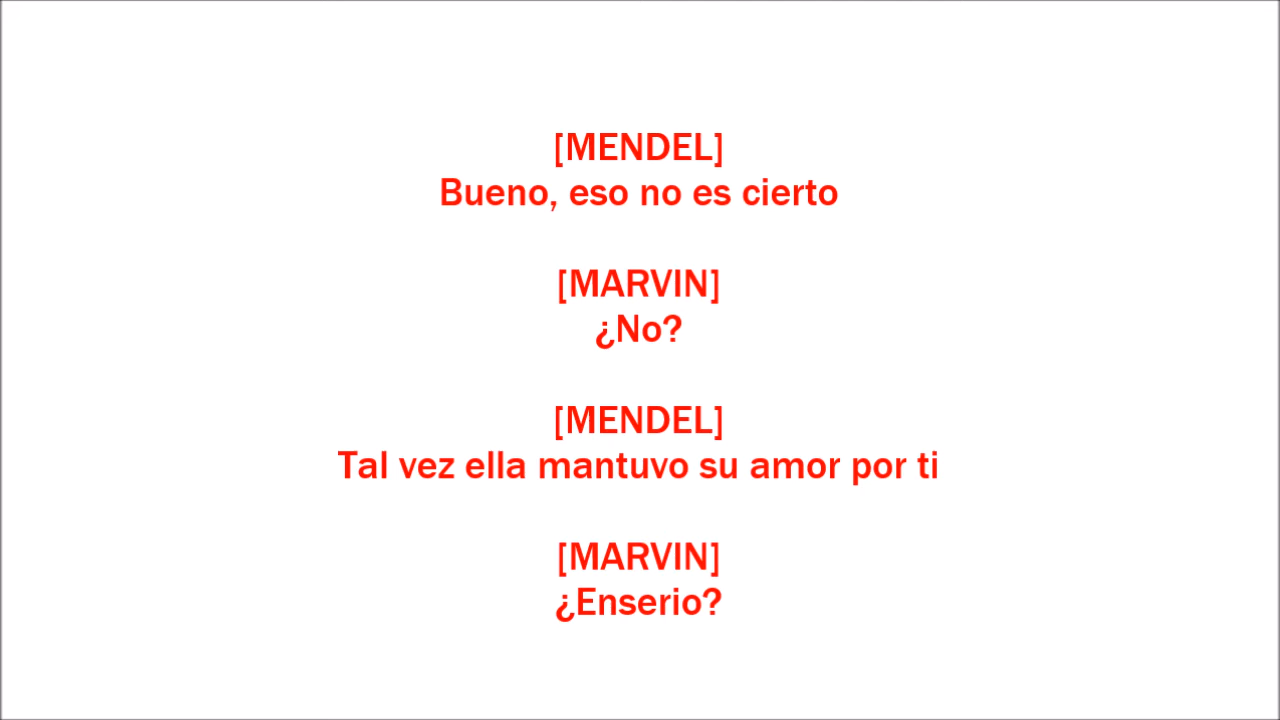 [MENDEL]
Bueno, eso no es cierto
[MARVIN]
¿No?
[MENDEL]
Tal vez ella mantuvo su amor por ti
[MARVIN]
¿Enserio?